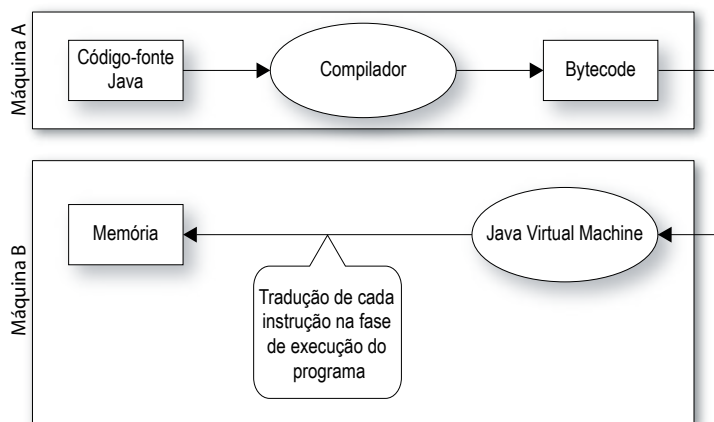 Máquina A
Código-fonte
Java
Compilador
Bytecode
Máquina B
Memória
Java Virtual Machine
Tradução de cada
instrução na fase
de execução do
programa